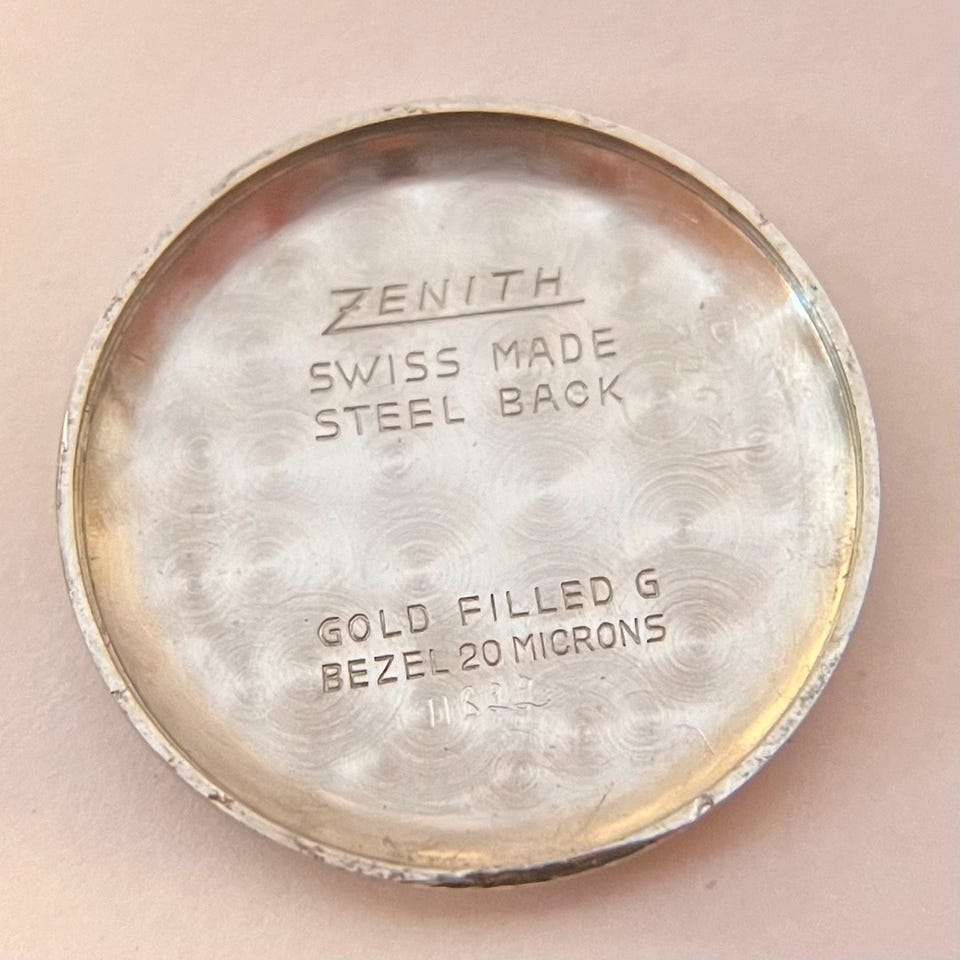 ZENITH
SWISS MADE
STEEL BACK
GOLD FILLED G
BEZEL 20 MICRONS